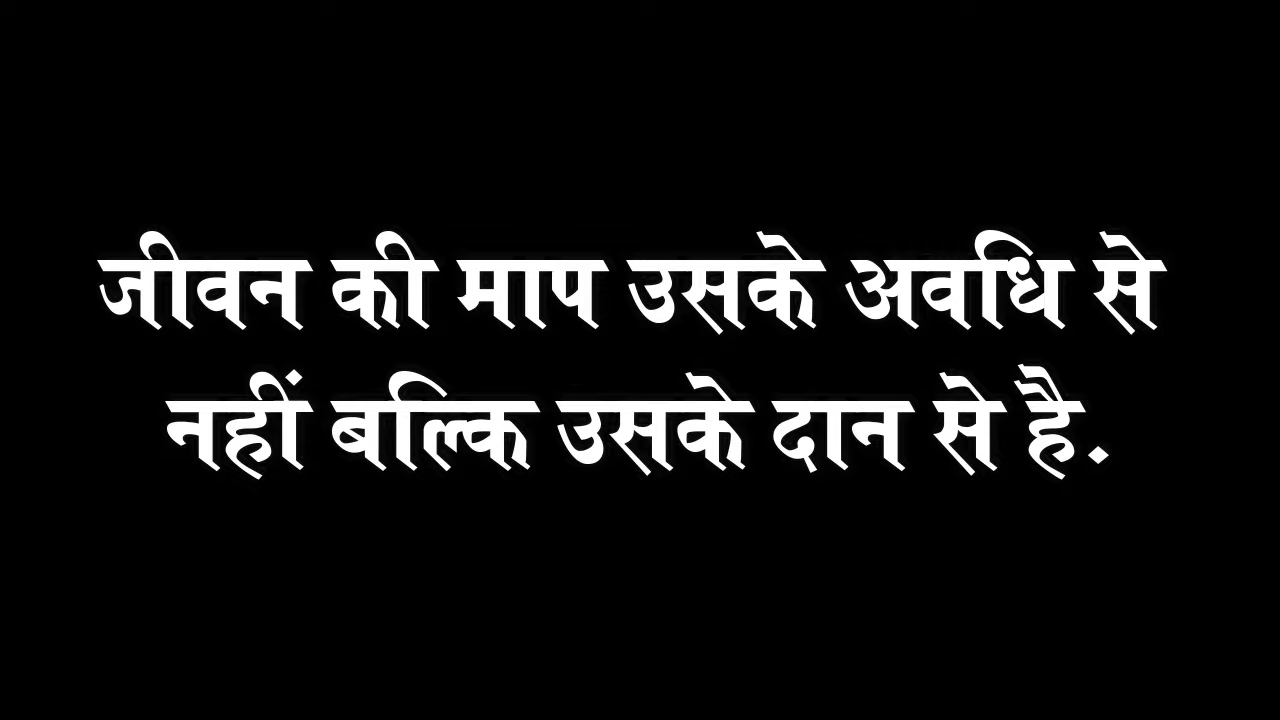 जीवन की माप उसके अवधि से
नहीं बल्कि उसके दान से है.